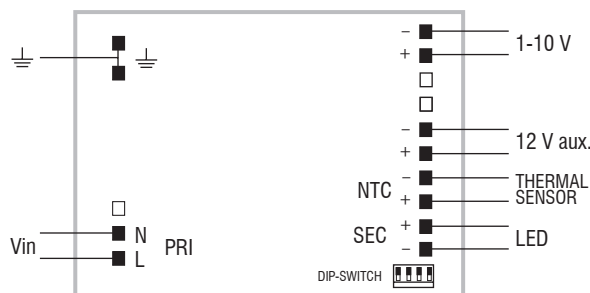 – 1-10 V
+
– 12 V aux.
+
NTC – THERMAL
+ SENSOR
N
Vin PRI
L
SEC + LED
–
DIP-SWITCH